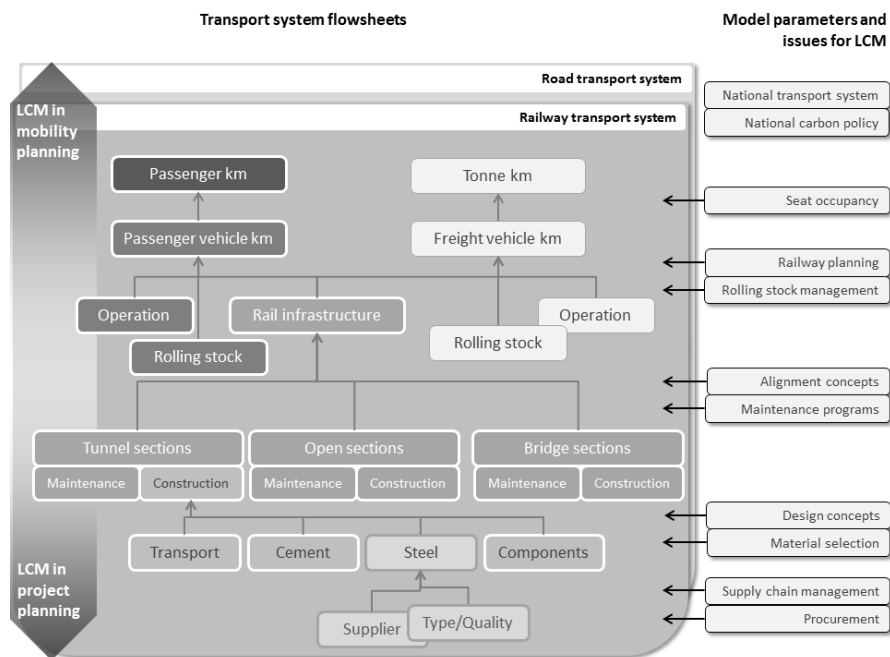 Transport system flowsheets
Model parameters and
issues for LCM
Road transport system
Railway transport system
LCM in
mobility
planning
National transport system
National carbon policy
Passenger km
Tonne km
Seat occupancy
Passenger vehicle km
Freight vehicle km
Railway planning
Rolling stock management
Operation
Rail infrastructure
Operation
Rolling stock
Rolling stock
Alignment concepts
Maintenance programs
Tunnel sections
Open sections
Bridge sections
Maintenance
Construction
Maintenance
Construction
Maintenance
Construction
Design concepts
Transport
Cement
Steel
Components
Material selection
LCM in
project
planning
Supply chain management
Supplier
Type/Quality
Procurement